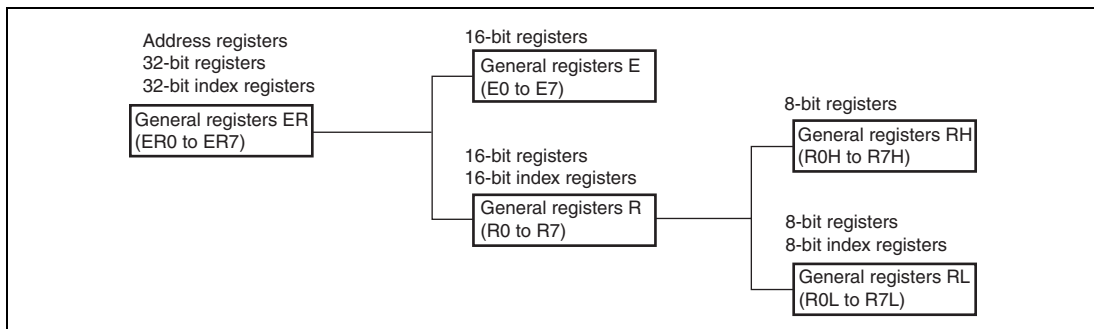 Address registers
32-bit registers
32-bit index registers
General registers ER
(ER0 to ER7)
16-bit registers
General registers E
(E0 to E7)
16-bit registers
16-bit index registers
General registers R
(R0 to R7)
8-bit registers
General registers RH
(R0H to R7H)
8-bit registers
8-bit index registers
General registers RL
(R0L to R7L)